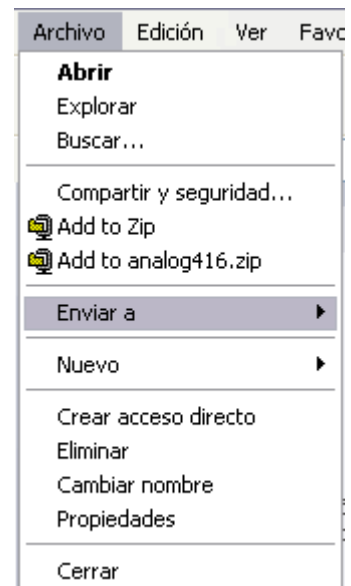 Archivo Edición Ver Favo
Abrir
Explorar
Buscar...
Compartir y seguridad...
Add to Zip
Add to analog416.zip
Enviar a
Nuevo
Crear acceso directo
Eliminar
Cambiar nombre
Propiedades
Cerrar